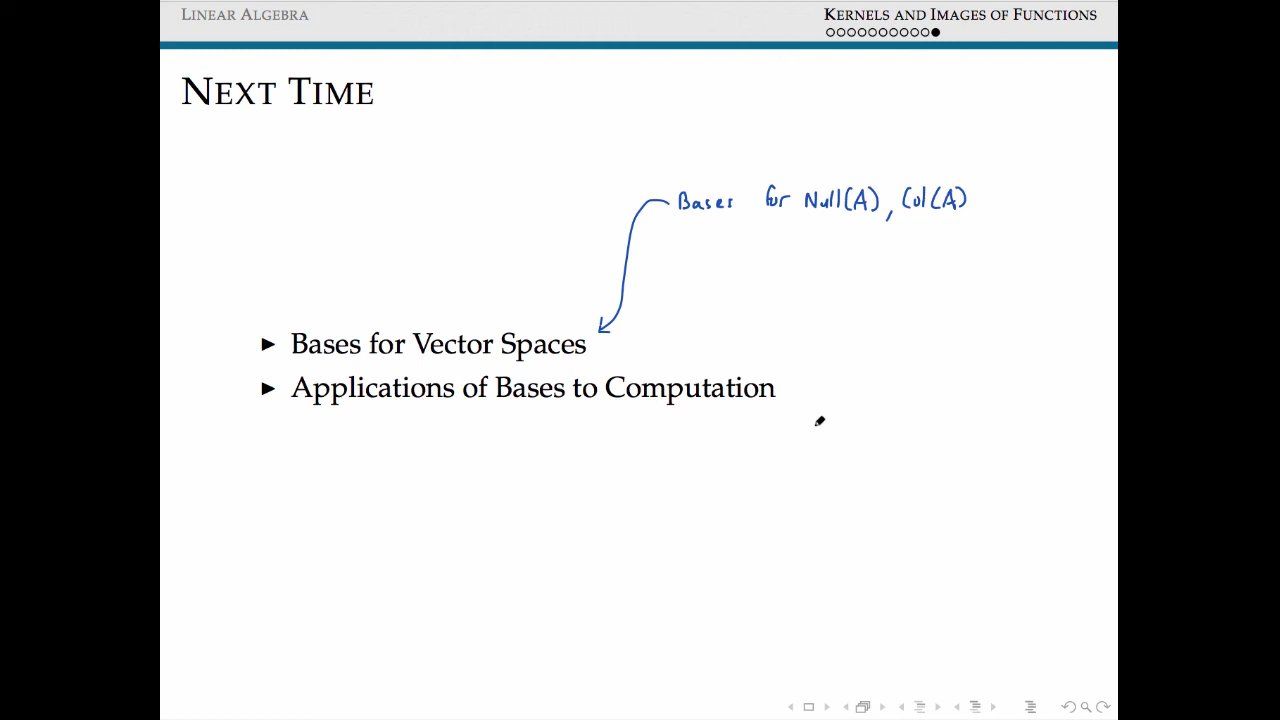 LINEAR ALGEBRA
KERNELS AND IMAGES OF FUNCTIONS
NEXT TIME
Bases for Null(A), Col(A)
Bases for Vector Spaces
Applications of Bases to Computation